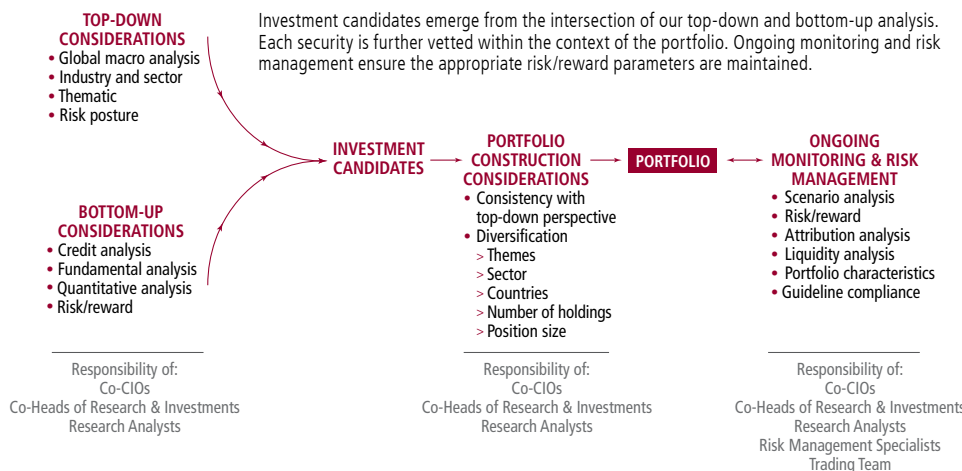 TOP-DOWN
CONSIDERATIONS
• Global macro analysis
• Industry and sector
• Thematic
• Risk posture
Investment candidates emerge from the intersection of our top-down and bottom-up analysis.
Each security is further vetted within the context of the portfolio. Ongoing monitoring and risk
management ensure the appropriate risk/reward parameters are maintained.
BOTTOM-UP
CONSIDERATIONS
• Credit analysis
• Fundamental analysis
• Quantitative analysis
• Risk/reward
INVESTMENT
CANDIDATES
PORTFOLIO
CONSTRUCTION
CONSIDERATIONS
• Consistency with
top-down perspective
• Diversification
> Themes
> Sector
> Countries
> Number of holdings
> Position size
PORTFOLIO
ONGOING
MONITORING & RISK
MANAGEMENT
• Scenario analysis
• Risk/reward
• Attribution analysis
• Liquidity analysis
• Portfolio characteristics
• Guideline compliance
Responsibility of:
Co-CIOs
Co-Heads of Research & Investments
Research Analysts
Responsibility of:
Co-CIOs
Co-Heads of Research & Investments
Research Analysts
Responsibility of:
Co-CIOs
Co-Heads of Research & Investments
Research Analysts
Risk Management Specialists
Trading Team